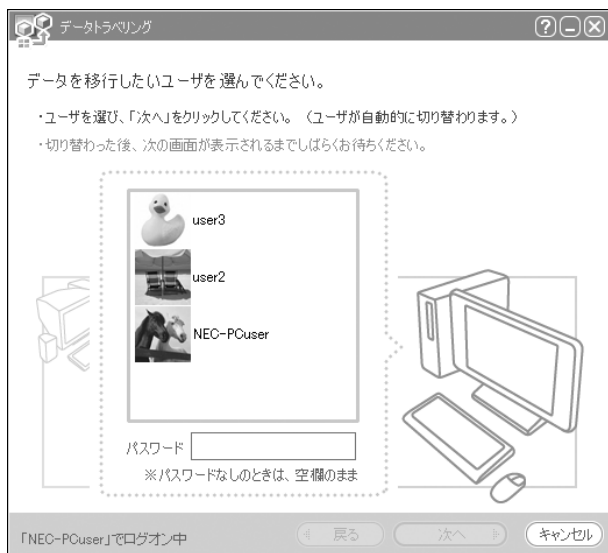 データトラベリング
データを移行したいユーザを選んでください。
・ユーザを選び、「次へ」をクリックしてください。（ユーザが自動的に切り替わります。）
・切り替わった後、次の画面が表示されるまでしばらくお待ちください。
user3
user2
NEC-PCuser
パスワード
※パスワードなしのときは、空欄のまま
「NEC-PCuser」でログオン中
戻る
次へ
キャンセル